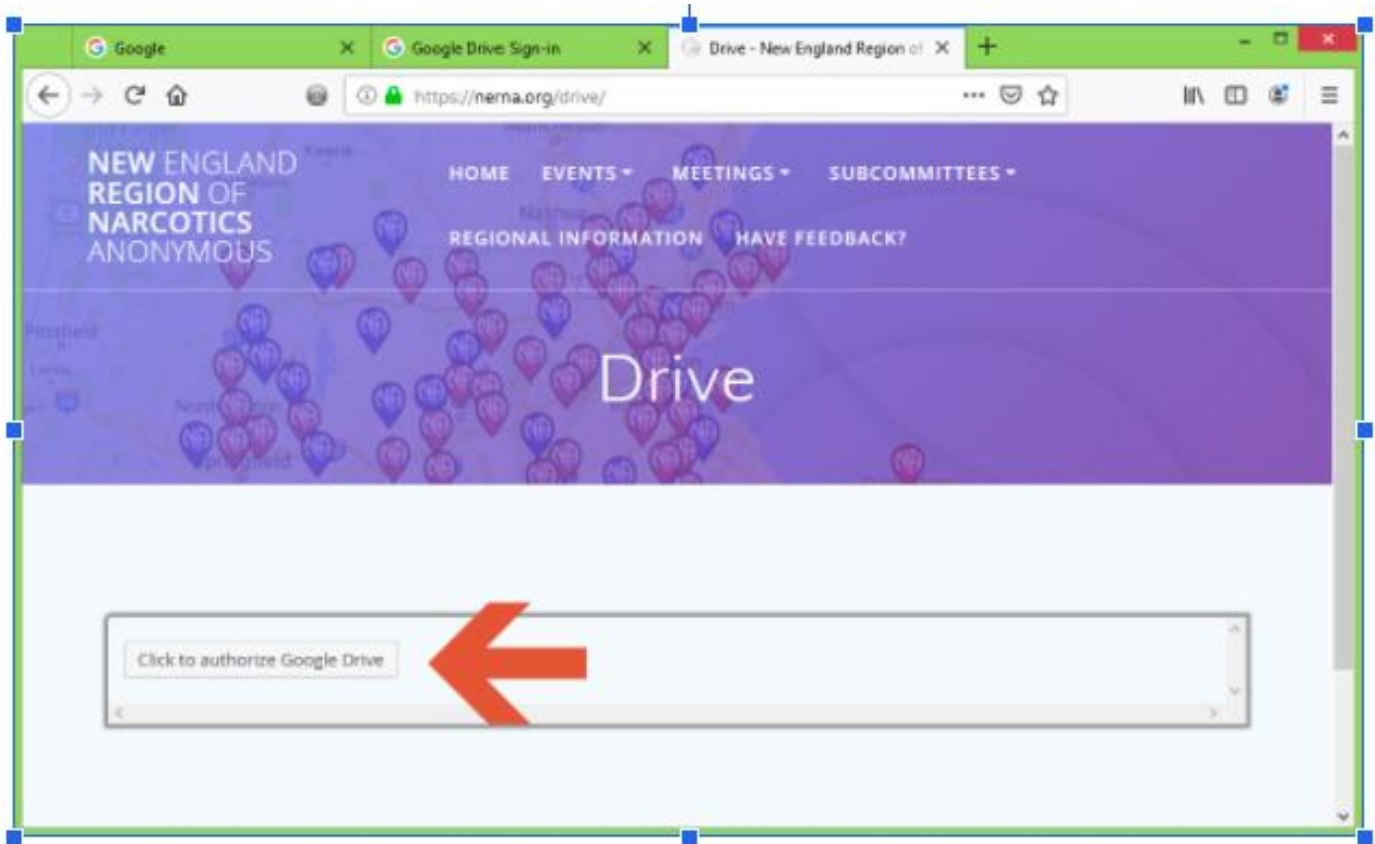 Google
Google Drive: Sign-in
Drive - New England Region of
https://nerna.org/drive/
NEW ENGLAND
REGION OF
NARCOTICS
ANONYMOUS
HOME EVENTS MEETINGS SUBCOMMITTEES
REGIONAL INFORMATION HAVE FEEDBACK?
Drive
Click to authorize Google Drive